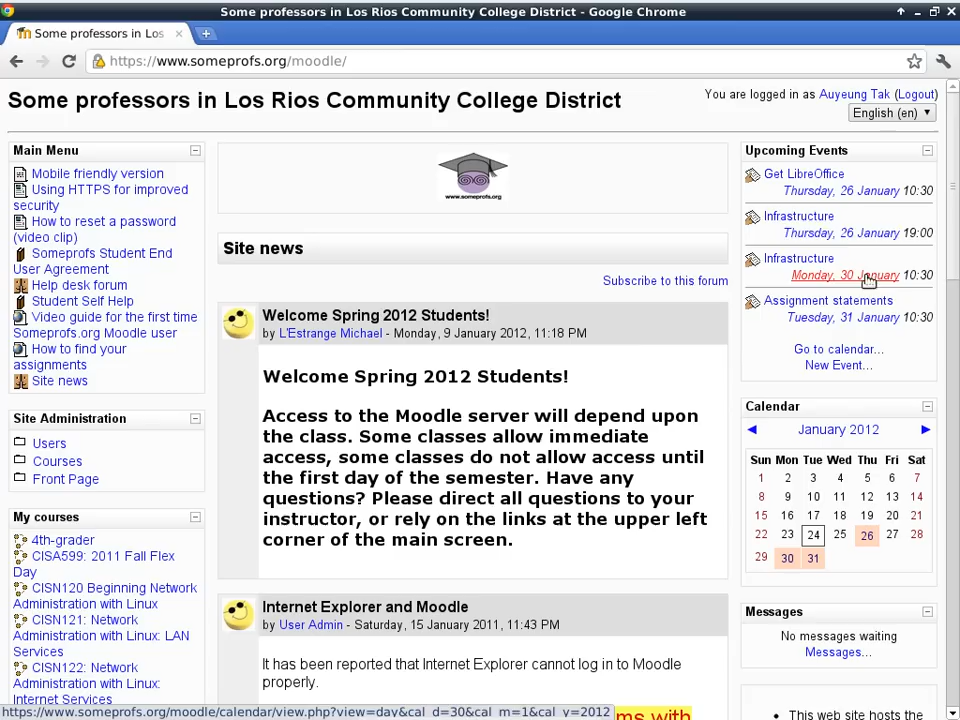 Some professors in Los Rios Community College District - Google Chrome
Some professors in Los
https://www.someprofs.org/moodle/
Some professors in Los Rios Community College District
You are logged in as Auyeung Tak (Logout)
English (en)
Main Menu
Mobile friendly version
Using HTTPS for improved
security
How to reset a password
(video clip)
Someprofs Student End
User Agreement
Help desk forum
Student Self Help
Video guide for the first time
Someprofs.org Moodle user
How to find your
assignments
Site news
Site Administration
Users
Courses
Front Page
My courses
4th-grader
CISA599: 2011 Fall Flex
Day
CISN120 Beginning Network
Administration with Linux
CISN121: Network
Administration with Linux: LAN
Services
CISN122: Network
Administration with Linux:
Internet Services
www.someprofs.org
Site news
Subscribe to this forum
Welcome Spring 2012 Students!
by L'Estrange Michael - Monday, 9 January 2012, 11:18 PM
Welcome Spring 2012 Students!
Access to the Moodle server will depend upon
the class. Some classes allow immediate
access, some classes do not allow access until
the first day of the semester. Have any
questions? Please direct all questions to your
instructor, or rely on the links at the upper left
corner of the main screen.
Internet Explorer and Moodle
by User Admin - Saturday, 15 January 2011, 11:43 PM
It has been reported that Internet Explorer cannot log in to Moodle
properly.
ms with
Upcoming Events
Get LibreOffice
Thursday, 26 January 10:30
Infrastructure
Thursday, 26 January 19:00
Infrastructure
Monday, 30 January 10:30
Assignment statements
Tuesday, 31 January 10:30
Go to calendar...
New Event...
Calendar
January 2012
Sun Mon Tue Wed Thu Fri Sat
1 2 3 4 5 6 7
8 9 10 11 12 13 14
15 16 17 18 19 20 21
22 23 24 25 26 27 28
29 30 31
Messages
No messages waiting
Messages...
This web site hosts the
https://www.someprofs.org/moodle/calendar/view.php?view=day&cal_d=30&cal_m=1&cal_y=2012